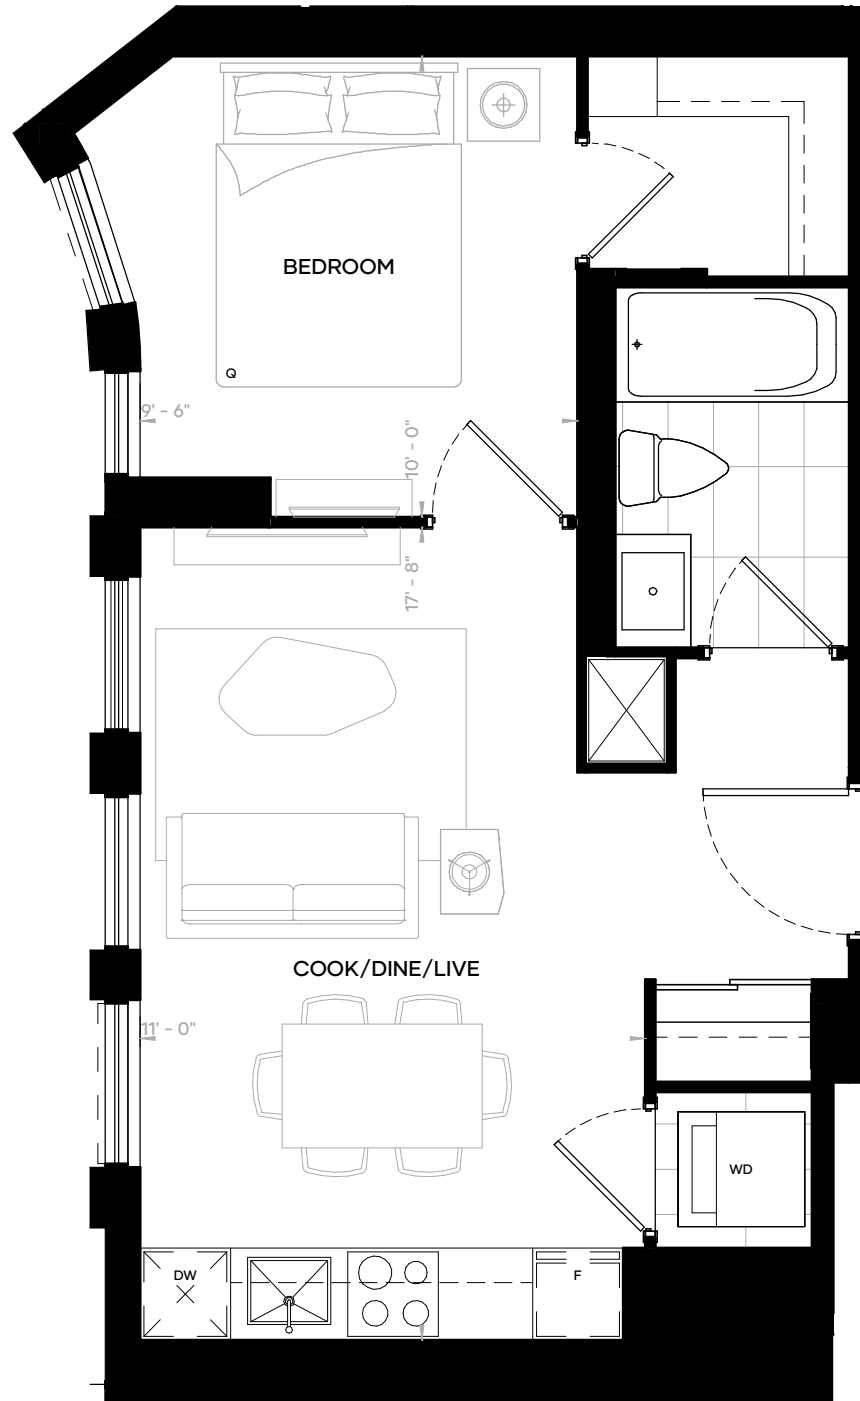 BEDROOM
Q
9' - 6"
10' - 0"
17' - 8"
COOK/DINE/LIVE
11' - 0"
WD
DW
F